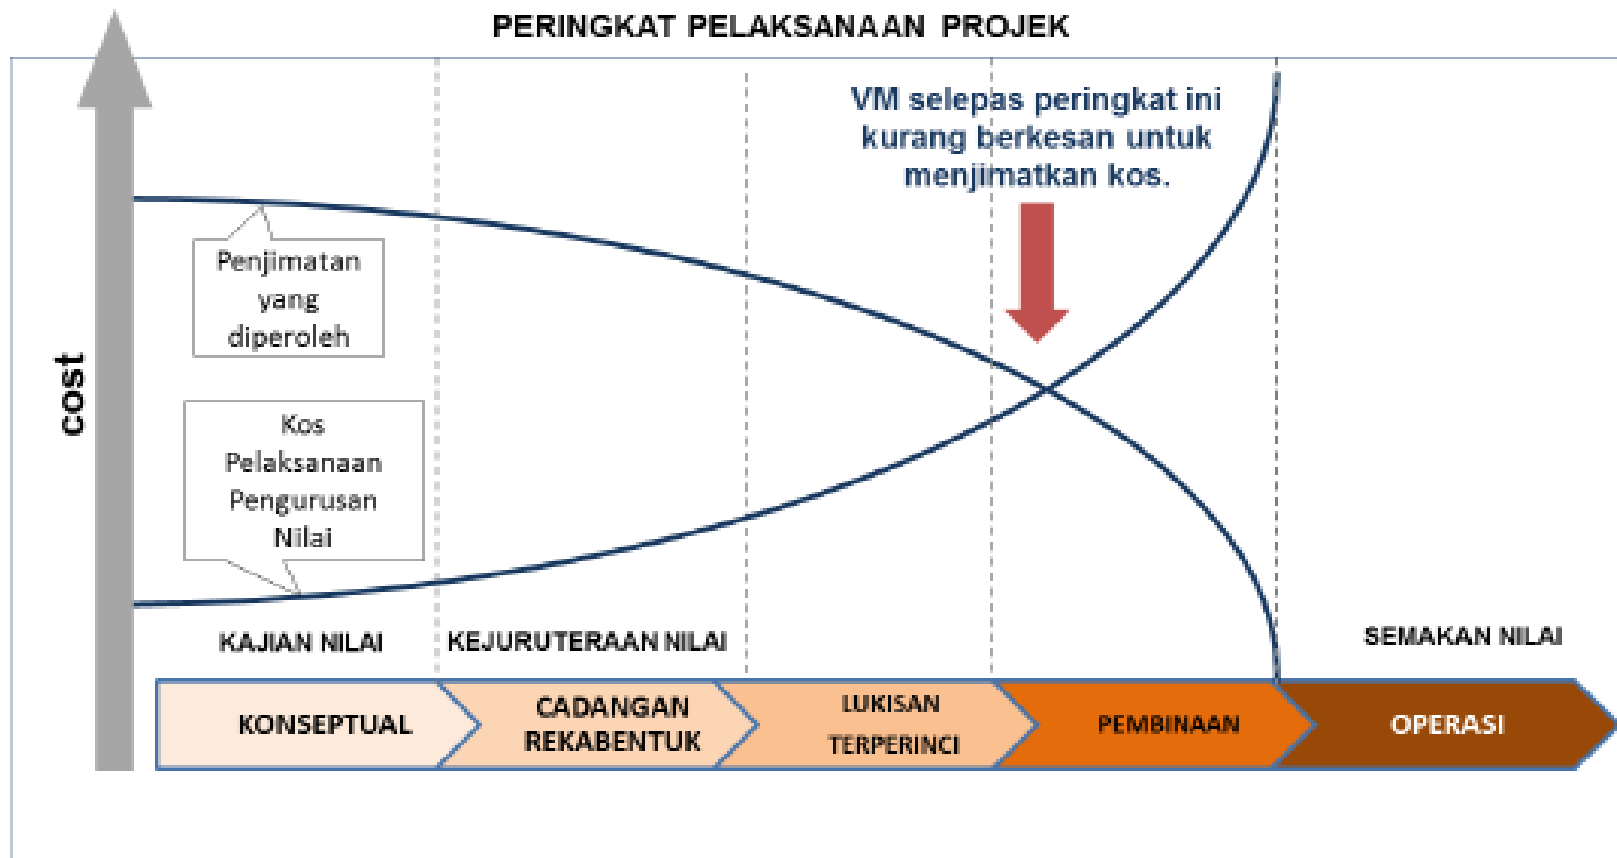 PERINGKAT PELAKSANAAN PROJEK
VM selepas peringkat ini
kurang berkesan untuk
menjimatkan kos.
Penjimatan
yang
diperoleh
cost
Kos
Pelaksanaan
Pengurusan
Nilai
KAJIAN NILAI
KEJURUTERAAN NILAI
SEMAKAN NILAI
KONSEPTUAL
CADANGAN
REKABENTUK
LUKISAN
TERPERINCI
PEMBINAAN
OPERASI